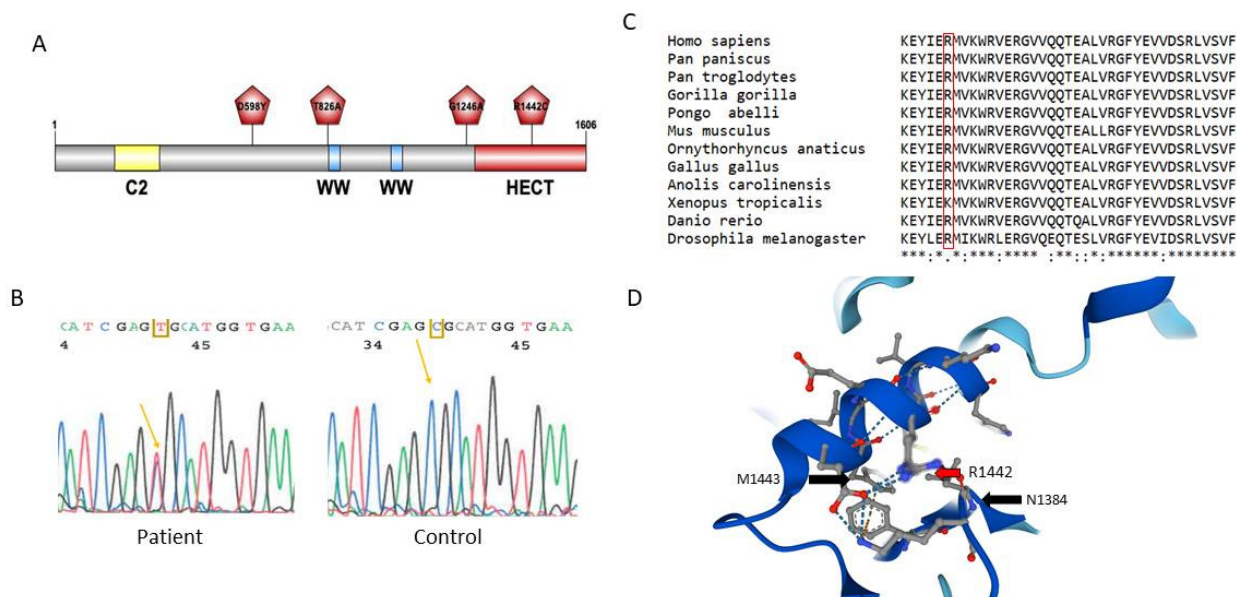 A
D598Y T826A G1246A R1442C
1 1606
C2 WW WW HECT
B
CATCGAGTGCATGGTGAA
4 45
Patient
CATCGAGCGCATGGTGAA
34 45
Control
C
Homo sapiens KEYIERMVKWRVERGVVQQTEALVRGFYEVVDSRLVSVF
Pan paniscus KEYIERMVKWRVERGVVQQTEALVRGFYEVVDSRLVSVF
Pan troglodytes KEYIERMVKWRVERGVVQQTEALVRGFYEVVDSRLVSVF
Gorilla gorilla KEYIERMVKWRVERGVVQQTEALVRGFYEVVDSRLVSVF
Pongo abelli KEYIERMVKWRVERGVVQQTEALVRGFYEVVDSRLVSVF
Mus musculus KEYIERMVKWRVERGVVQQTEALLRGFYEVVDSRLVSVF
Ornythorhyncus anaticus KEYIERMVKWRVERGVVQQTEALVRGFYEVVDSRLVSVF
Gallus gallus KEYIERMVKWRVERGVVQQTEALVRGFYEVVDSRLVSVF
Anolis carolinensis KEYIERMVKWRVERGVVQQTEALVRGFYEVVDSRLVSVF
Xenopus tropicalis KEYIEKMVKWRVERGVVQQTEALVRGFYEVVDSRLVSVF
Danio rerio KEYIERMVKWRVERGVVQQTQALVRGFYEVVDSRLVSVF
Drosophila melanogaster KEYLERMIKWRLERGVQEQTESLVRGFYEVIDSRLVSVF
***:*.*:***:**** :**::*:******:********
D
M1443
R1442
N1384